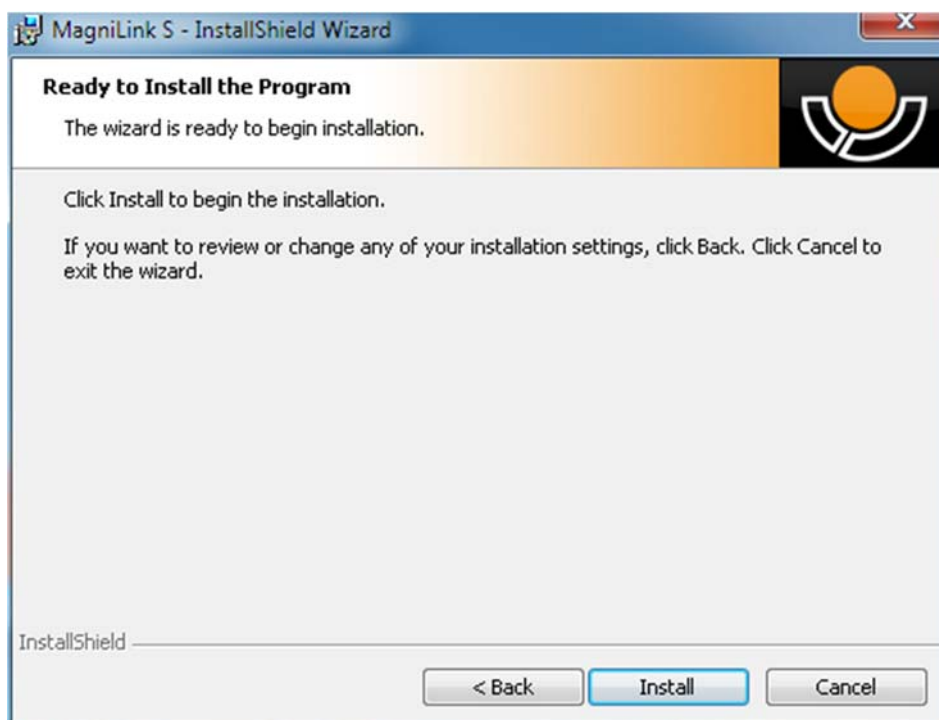 MagniLink S - InstallShield Wizard
Ready to Install the Program
The wizard is ready to begin installation.
Click Install to begin the installation.
If you want to review or change any of your installation settings, click Back. Click Cancel to
exit the wizard.
InstallShield
< Back
Install
Cancel